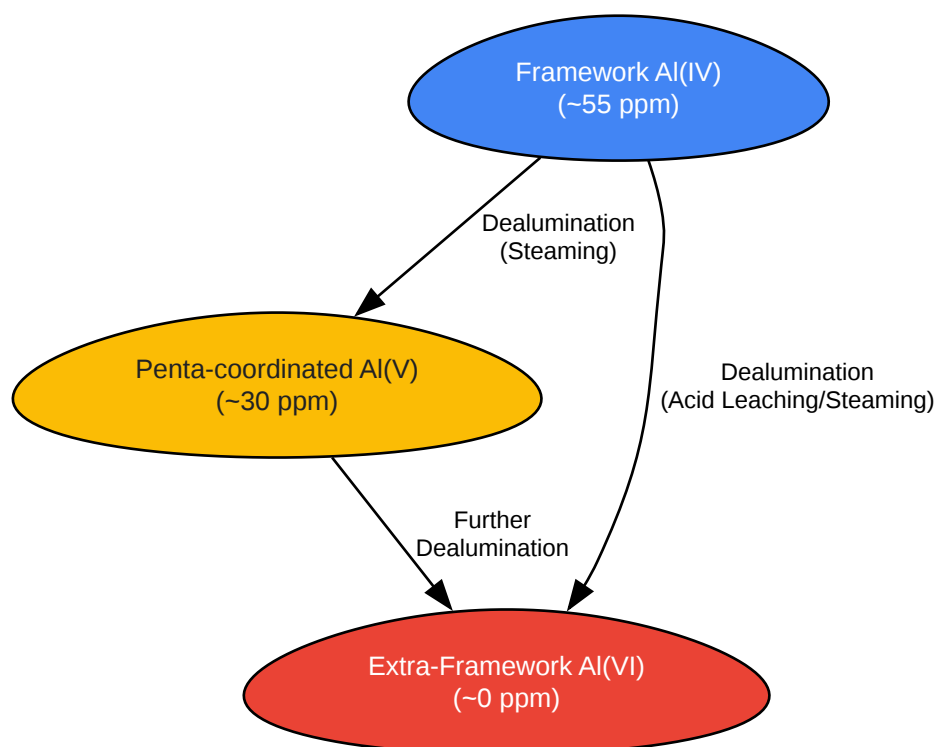 Framework Al(IV)
(~55 ppm)
Dealumination
(Steaming)
Penta-coordinated Al(V)
(~30 ppm)
Dealumination
(Acid Leaching/Steaming)
Further
Dealumination
Extra-Framework Al(VI)
(~0 ppm)